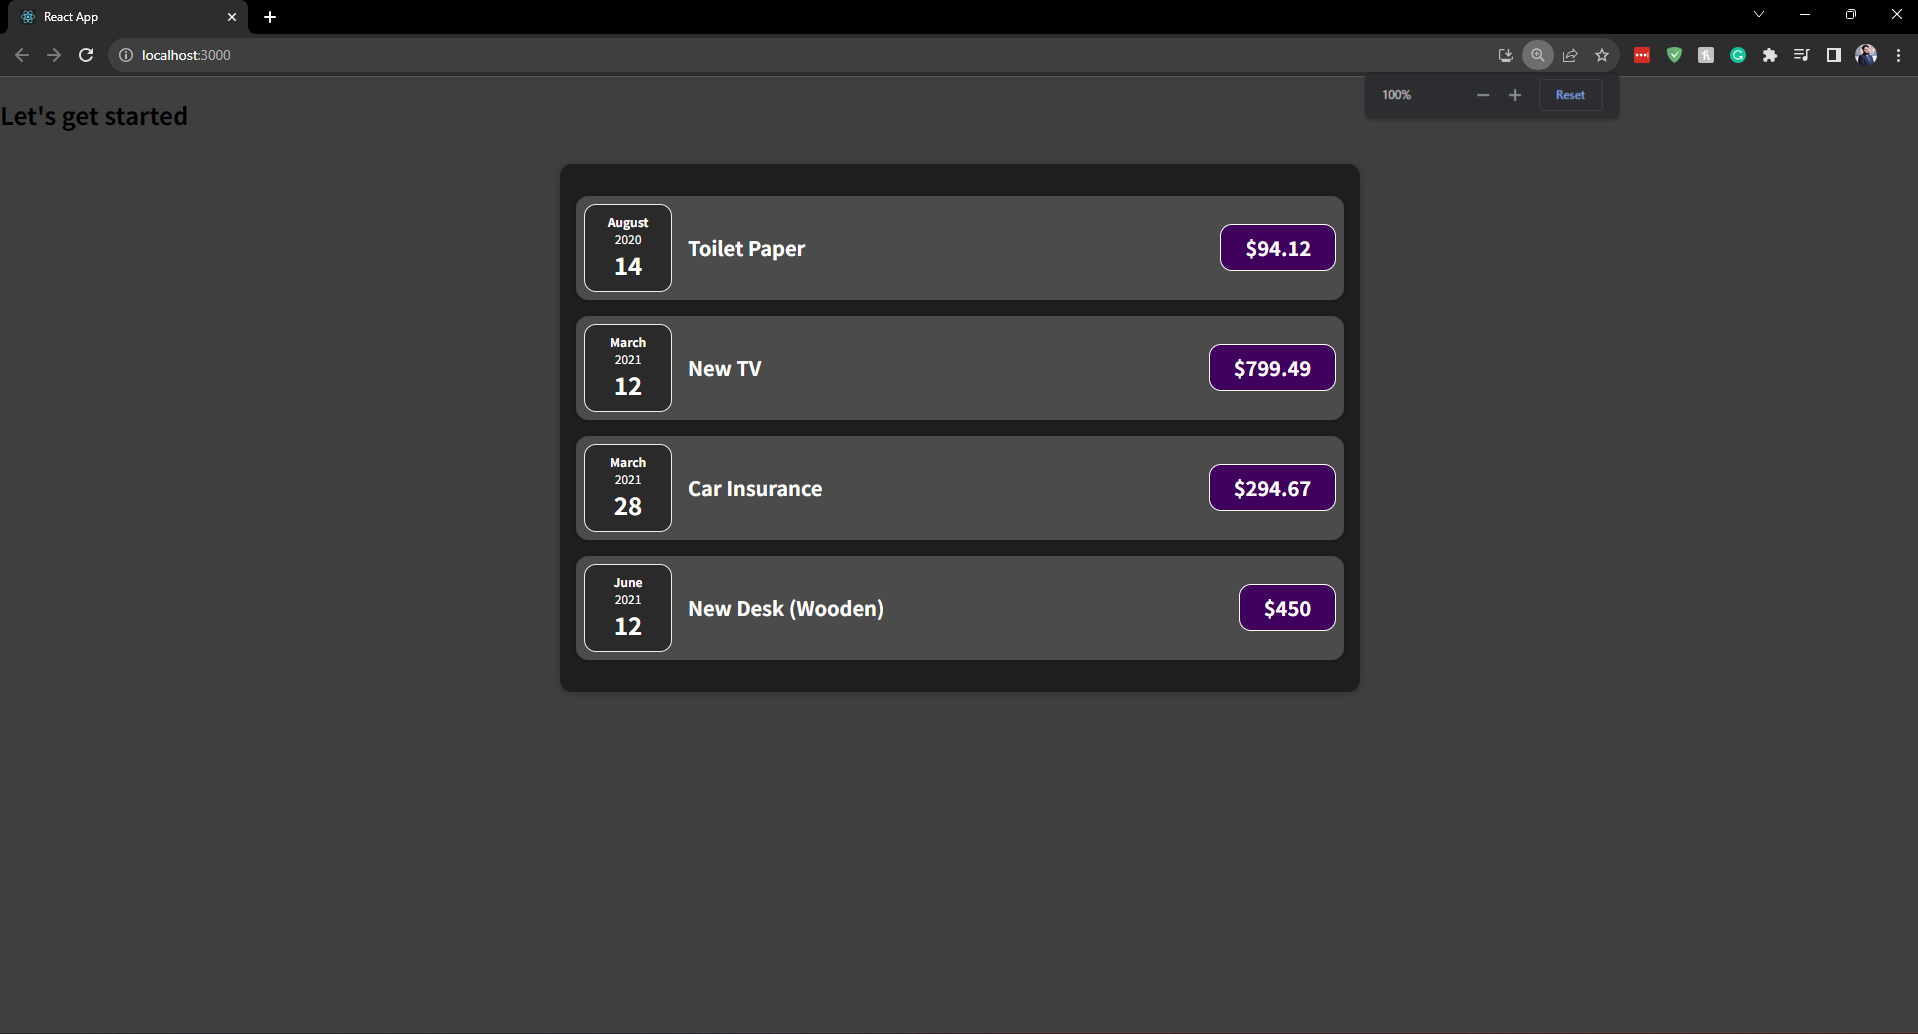 React App
localhost:3000
100%
Reset
Let's get started
August
2020
14
Toilet Paper
$94.12
March
2021
12
New TV
$799.49
March
2021
28
Car Insurance
$294.67
June
2021
12
New Desk (Wooden)
$450